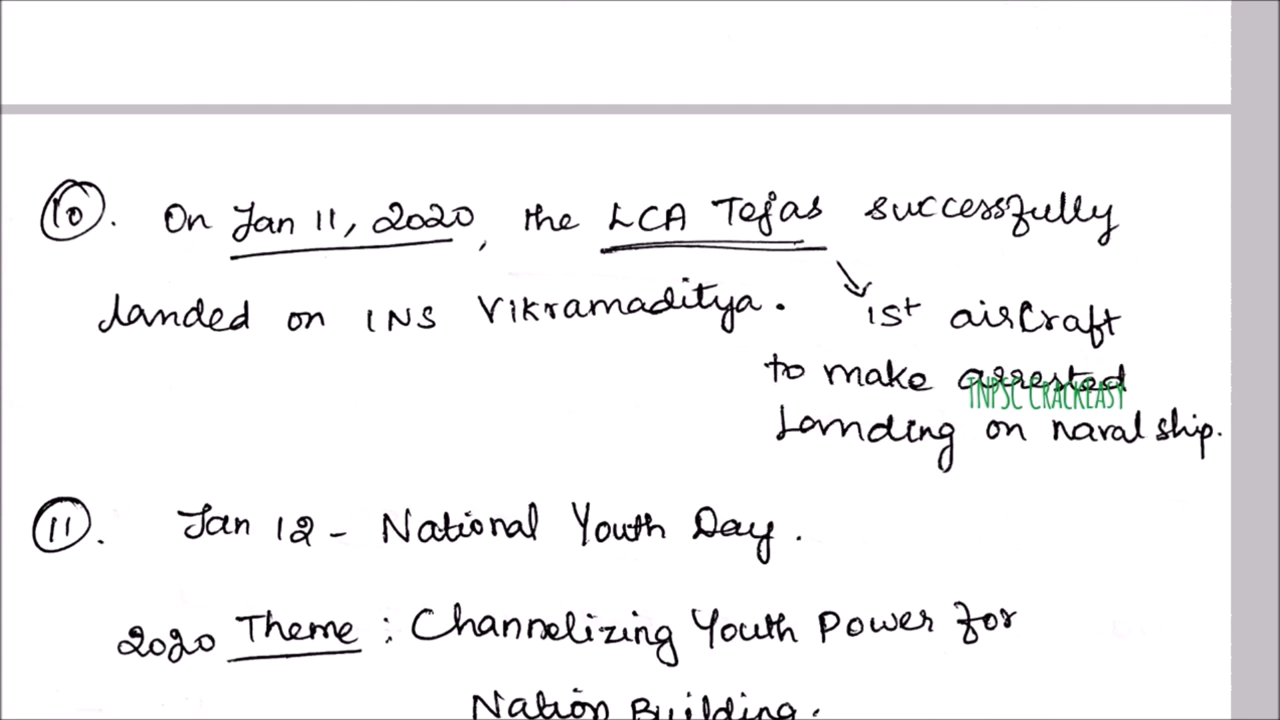 10. On Jan 11, 2020, the LCA Tejas successfully
landed on INS Vikramaditya. 1st aircraft
to make arrested
TNPSC CRACKEASY
Landing on naval ship.
11. Jan 12 - National Youth Day.
2020 Theme : Channelizing Youth Power for
Nation Building.